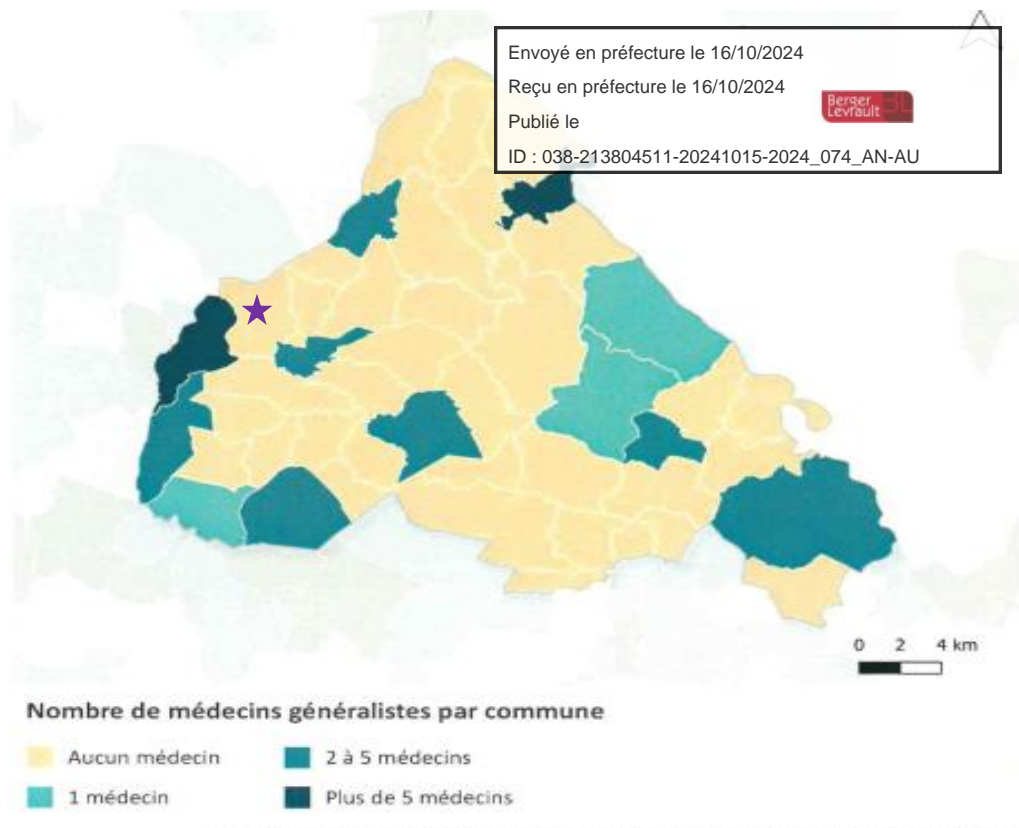 Envoyé en préfecture le 16/10/2024
Reçu en préfecture le 16/10/2024
Berger
Levrault
BL
Publié le
ID : 038-213804511-20241015-2024_074_AN-AU
0 2 4 km
Nombre de médecins généralistes par commune
Aucun médecin
2 à 5 médecins
1 médecin
Plus de 5 médecins